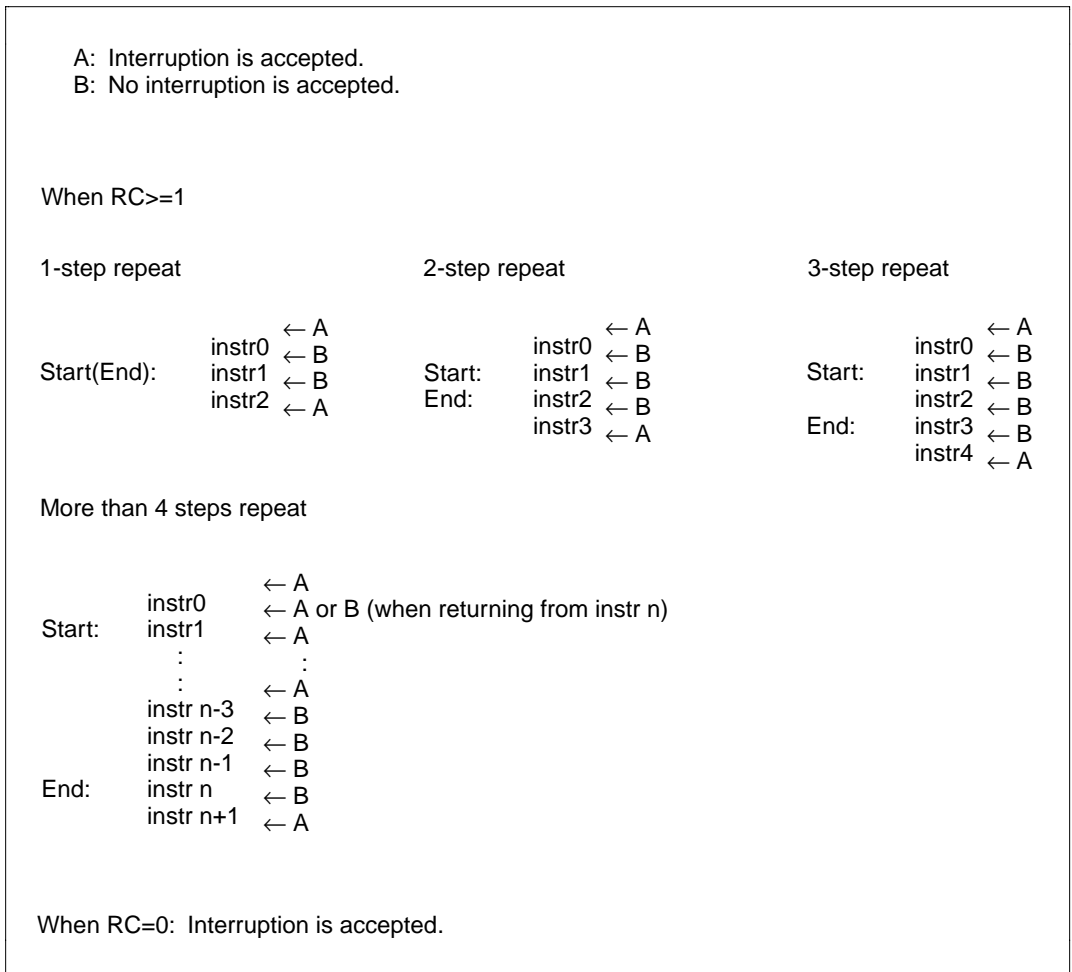 A: Interruption is accepted.
B: No interruption is accepted.
When RC>=1
1-step repeat
← A
instr0 ← B
Start(End): instr1 ← B
instr2 ← A
2-step repeat
← A
instr0 ← B
Start: instr1 ← B
End: instr2 ← B
instr3 ← A
3-step repeat
← A
instr0 ← B
Start: instr1 ← B
instr2 ← B
End: instr3 ← B
instr4 ← A
More than 4 steps repeat
← A
instr0 ← A or B (when returning from instr n)
Start: instr1 ← A
: :
: ← A
instr n-3 ← B
instr n-2 ← B
instr n-1 ← B
End: instr n ← B
instr n+1 ← A
When RC=0: Interruption is accepted.